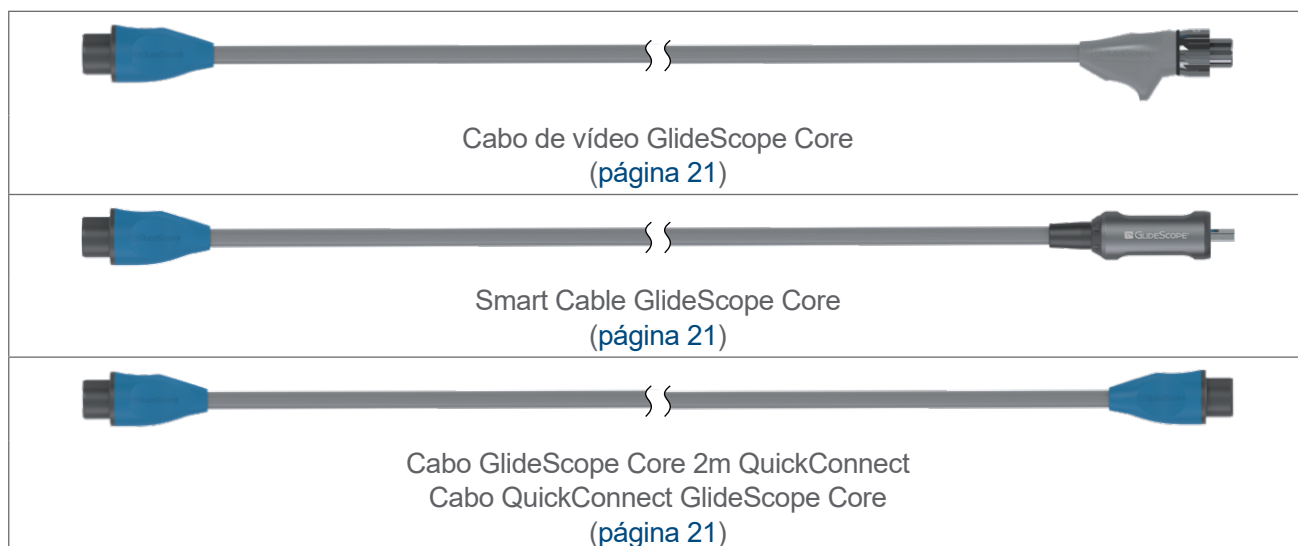 Cabo de vídeo GlideScope Core
(página 21)
GLIDESCOPE
Smart Cable GlideScope Core
(página 21)
Cabo GlideScope Core 2m QuickConnect
Cabo QuickConnect GlideScope Core
(página 21)